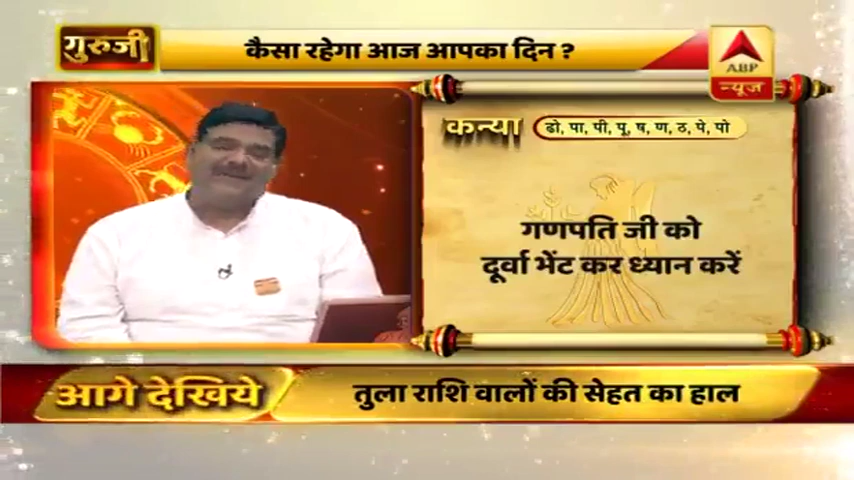 गुरुजी
कैसा रहेगा आज आपका दिन ?
ABP
न्यूज़
कन्या
ढो, पा, पी, पू, ष, ण, ठ, पे, पो
गणपति जी को
दूर्वा भेंट कर ध्यान करें
आगे देखिये
तुला राशि वालों की सेहत का हाल